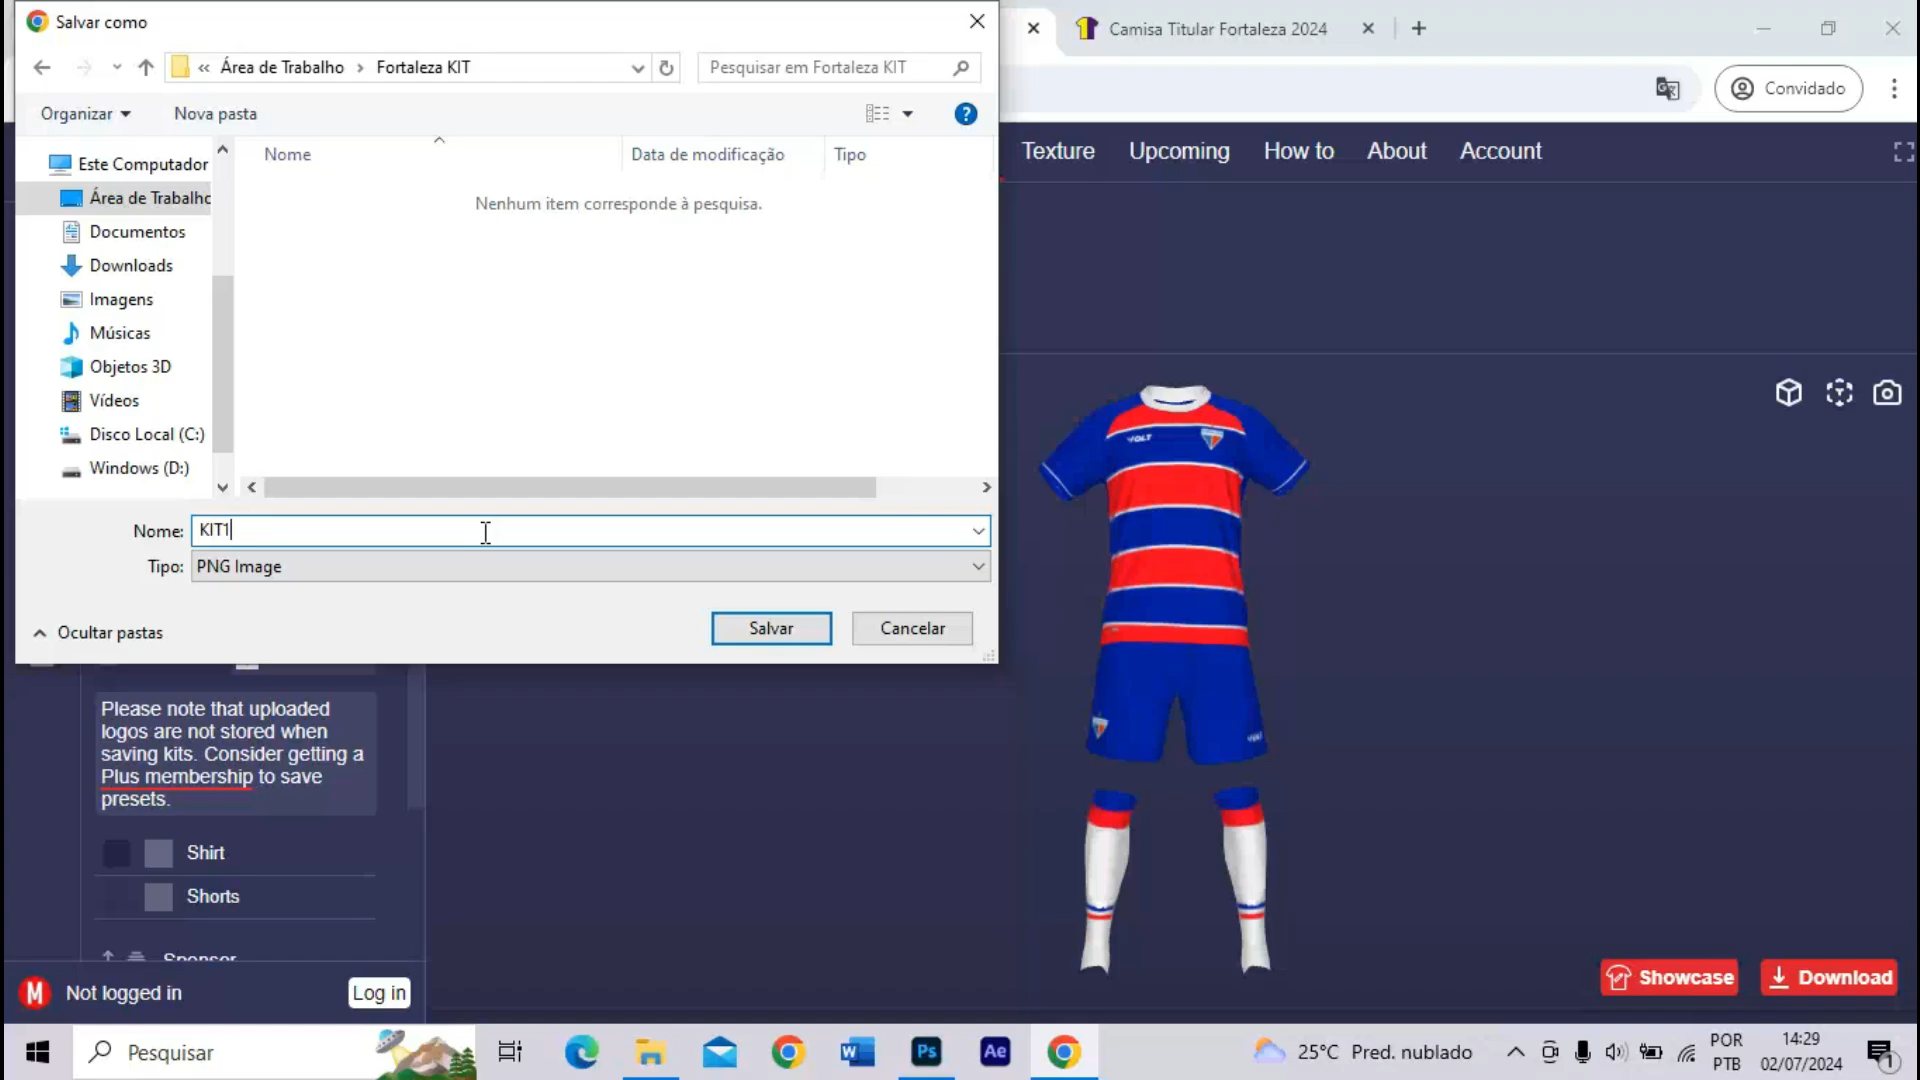 Salvar como
Camisa Titular Fortaleza 2024
« Área de Trabalho › Fortaleza KIT
Pesquisar em Fortaleza KIT
Convidado
Organizar
Nova pasta
Texture
Upcoming
How to
About
Account
Nome
Data de modificação
Tipo
Este Computador
Área de Trabalho
Documentos
Downloads
Imagens
Músicas
Objetos 3D
Vídeos
Disco Local (C:)
Windows (D:)
Nenhum item corresponde à pesquisa.
Nome: KIT1
Tipo: PNG Image
Ocultar pastas
Salvar
Cancelar
VOLT
Please note that uploaded
logos are not stored when
saving kits. Consider getting a
Plus membership to save
presets.
Shirt
Shorts
Sponsor
M Not logged in
Log in
Showcase
Download
Pesquisar
W
Ps
Ae
25°C Pred. nublado
POR
PTB
14:29
02/07/2024
1